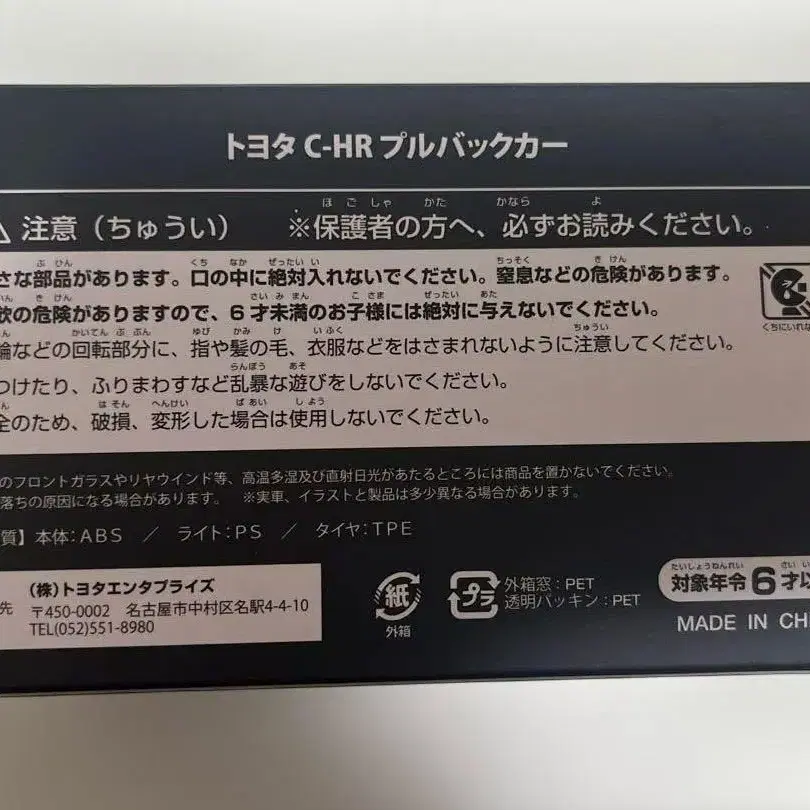 トヨタ C-HR プルバックカー
注意(ちゅうい) ※保護者の方へ、必ずお読みください。
さな部品があります。口の中に絶対入れないでください。窒息などの危険があります。
飲の危険がありますので、6才未満のお子様には絶対に与えないでください。
輪などの回転部分に、指や髪の毛、衣服などをはさまれないように注意してください。
つけたり、ふりまわすなど乱暴な遊びをしないでください。
全のため、破損、変形した場合は使用しないでください。
くちにいれな
のフロントガラスやリヤウインド等、高温多湿及び直射日光があたるところには商品を置かないでください。
落ちの原因になる場合があります。 ※実車、イラストと製品は多少異なる場合があります。
質】本体:ABS / ライト:PS / タイヤ:TPE
先
(株)トヨタエンタプライズ
〒450-0002 名古屋市中村区名駅4-4-10
TEL(052)551-8980
紙
外箱
プラ
外箱窓:PET
透明パッキン:PET
対象年令6才以
MADE IN CHI